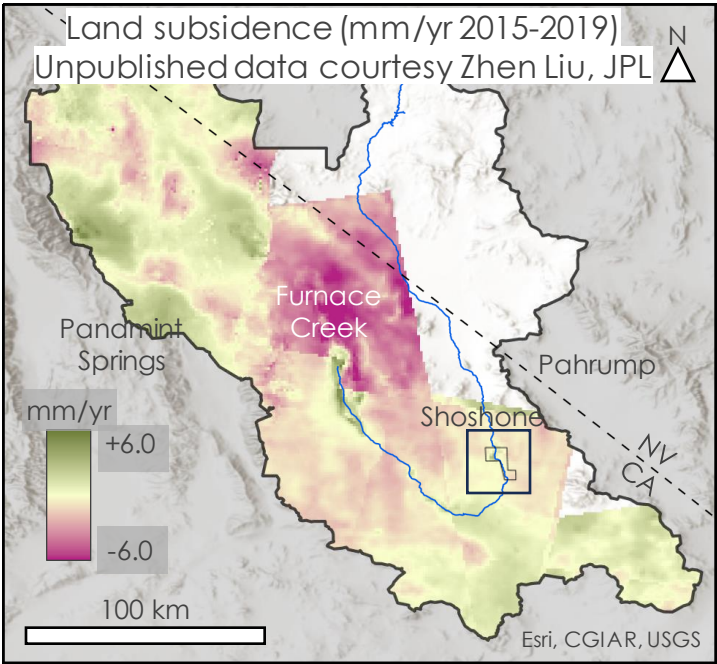 Land subsidence (mm/yr 2015-2019)
Unpublished data courtesy Zhen Liu, JPL
N
Furnace
Creek
Panamint
Springs
Pahrump
mm/yr
Shoshone
+6.0
NV
CA
-6.0
100 km
Esri, CGIAR, USGS